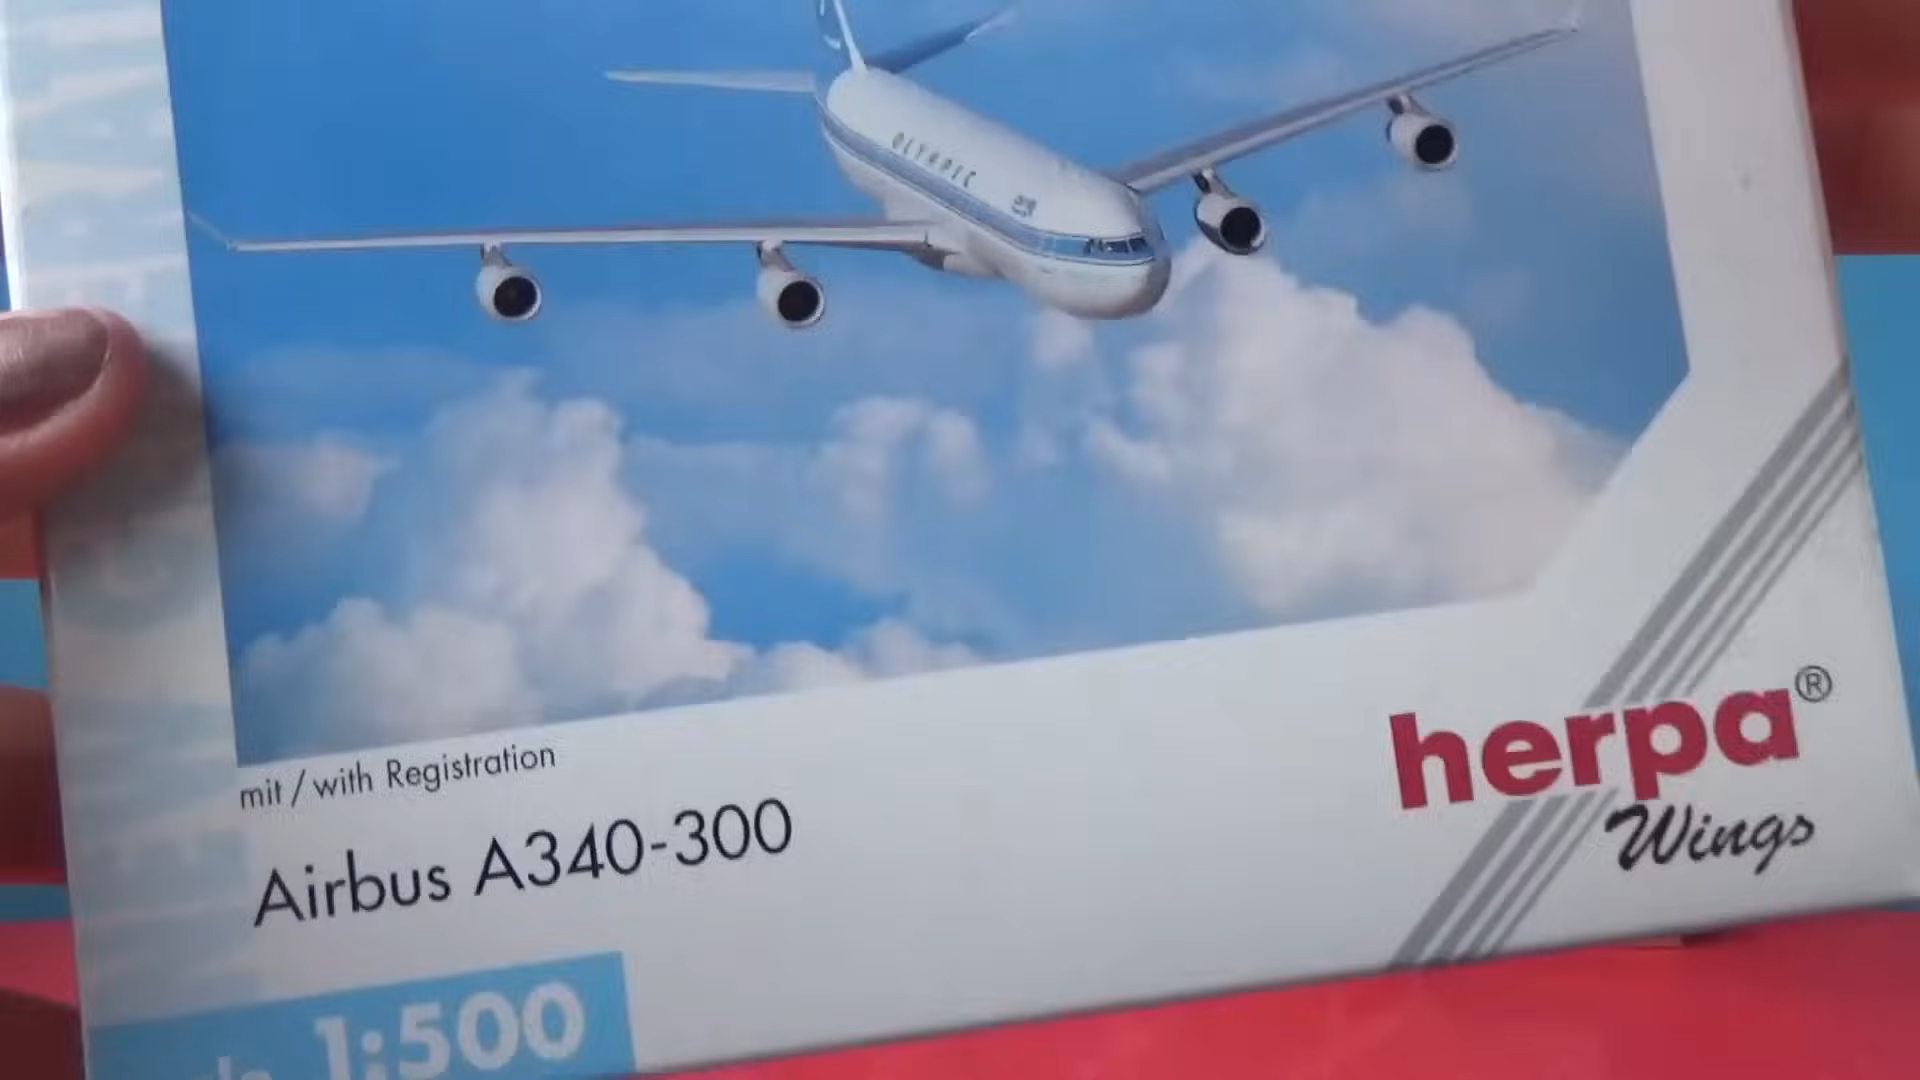 OLYMPIC
mit / with Registration
Airbus A340-300
herpa®
Wings
1:500